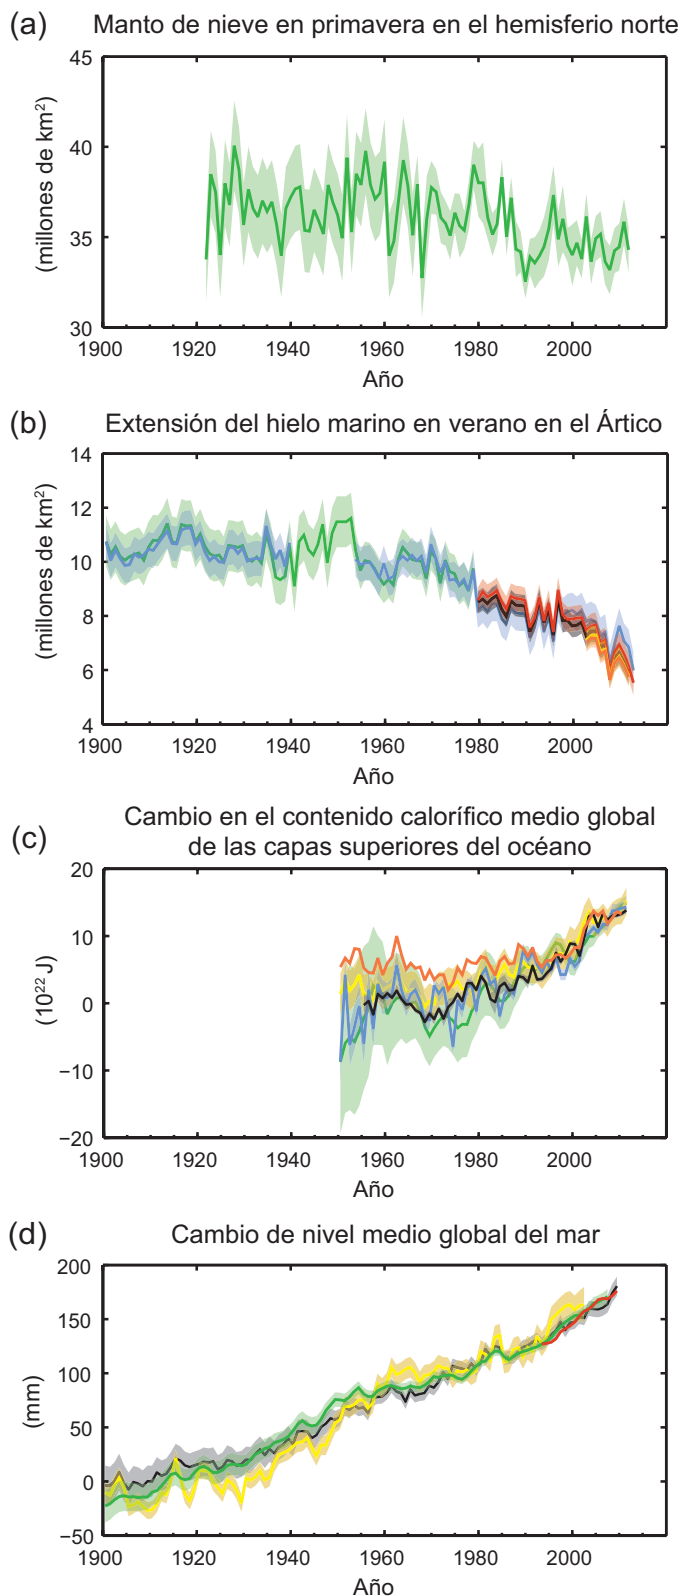 (a) Manto de nieve en primavera en el hemisferio norte
(millones de km²)
45
40
35
30
1900 1920 1940 1960 1980 2000
Año
(b) Extensión del hielo marino en verano en el Ártico
(millones de km²)
14
12
10
8
6
4
1900 1920 1940 1960 1980 2000
Año
(c) Cambio en el contenido calorífico medio global
de las capas superiores del océano
(10²² J)
20
10
0
−10
−20
1900 1920 1940 1960 1980 2000
Año
(d) Cambio de nivel medio global del mar
(mm)
200
150
100
50
0
−50
1900 1920 1940 1960 1980 2000
Año